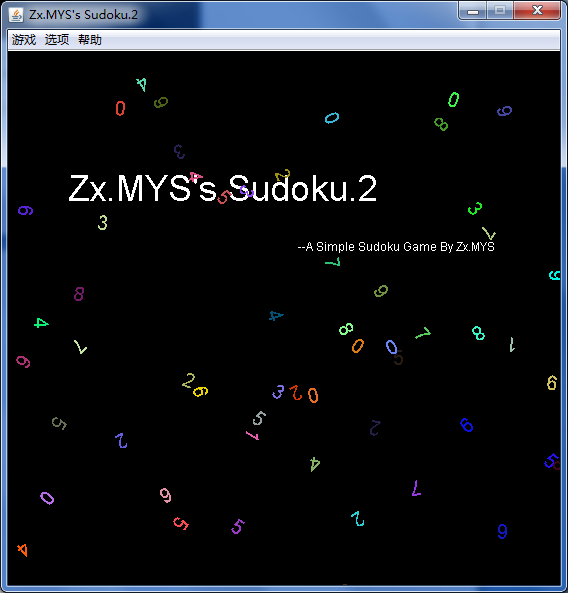 Zx.MYS's Sudoku.2
游戏 选项 帮助
Zx.MYS's Sudoku.2
--A Simple Sudoku Game By Zx.MYS